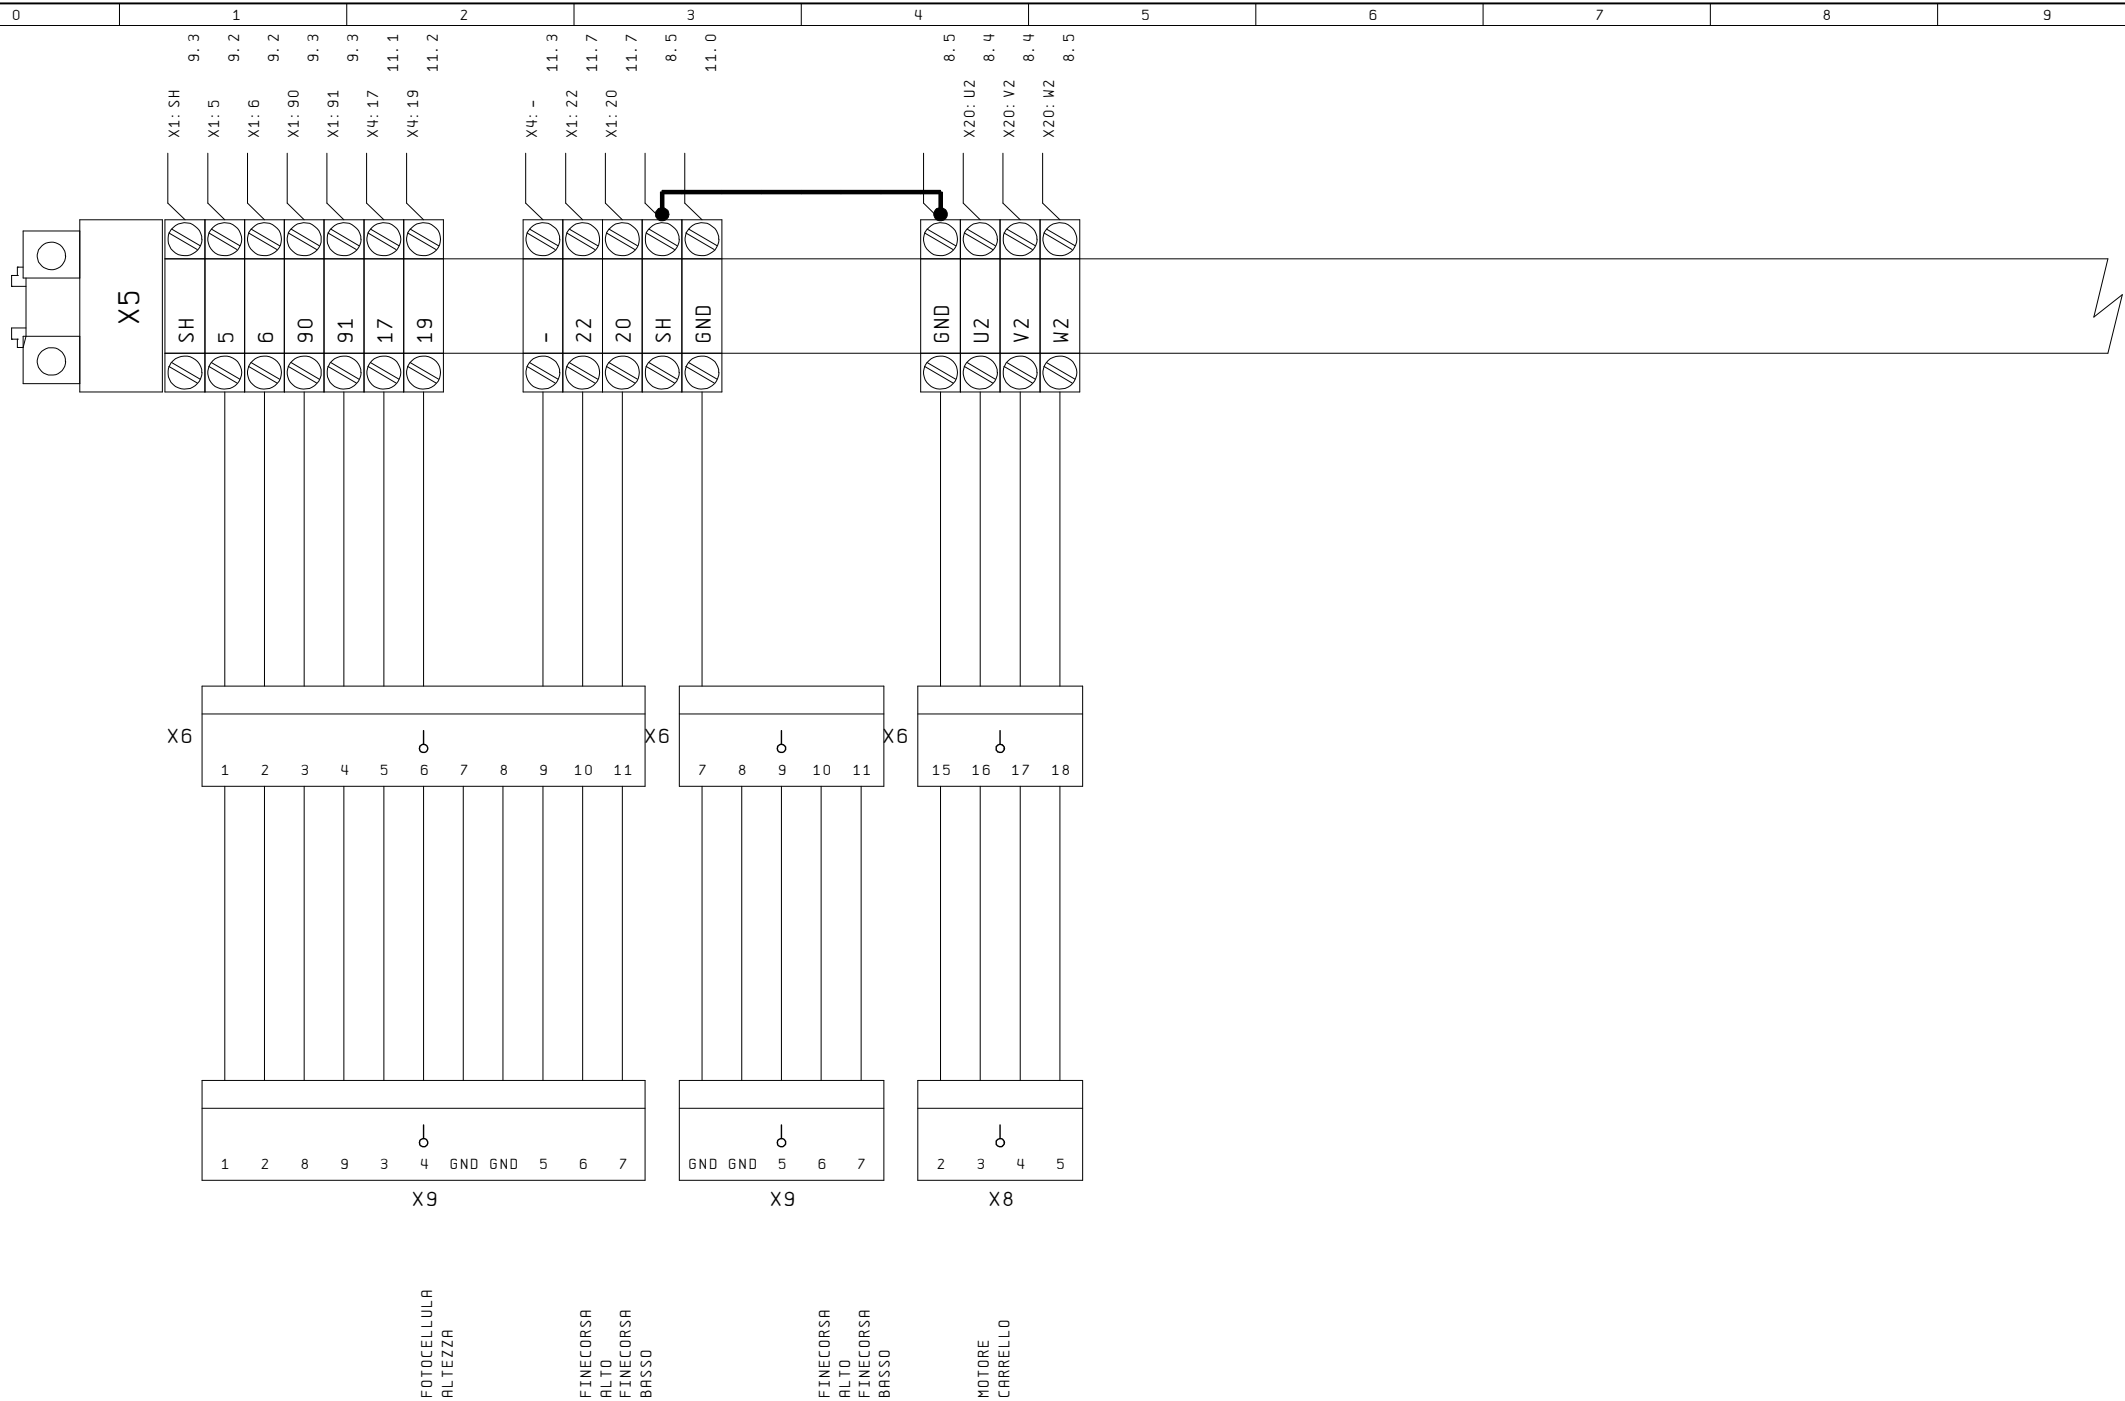 0 1 2 3 4 5 6 7 8 9
9.3 9.2 9.2 9.3 9.3 11.1 11.2 11.3 11.7 11.7 8.5 11.0 8.5 8.4 8.4 8.5
X1:SH X1:5 X1:6 X1:90 X1:91 X4:17 X4:19 X4:- X1:22 X1:20 X20:U2 X20:V2 X20:W2
X5
SH 5 6 90 91 17 19 - 22 20 SH GND GND U2 V2 W2
X6 X6 X6
1 2 3 4 5 6 7 8 9 10 11 7 8 9 10 11 15 16 17 18
1 2 8 9 3 4 GND GND 5 6 7 GND GND 5 6 7 2 3 4 5
X9 X9 X8
FOTOCELLULA
ALTEZZA
FINECORSA
ALTO
FINECORSA
BASSO
FINECORSA
ALTO
FINECORSA
BASSO
MOTORE
CARRELLO